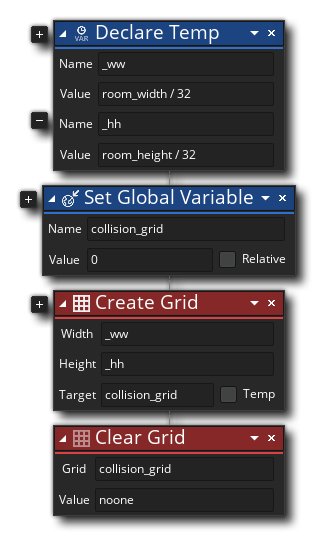 Declare Temp
Name _ww
Value room_width / 32
Name _hh
Value room_height / 32
Set Global Variable
Name collision_grid
Value 0 Relative
Create Grid
Width _ww
Height _hh
Target collision_grid Temp
Clear Grid
Grid collision_grid
Value noone